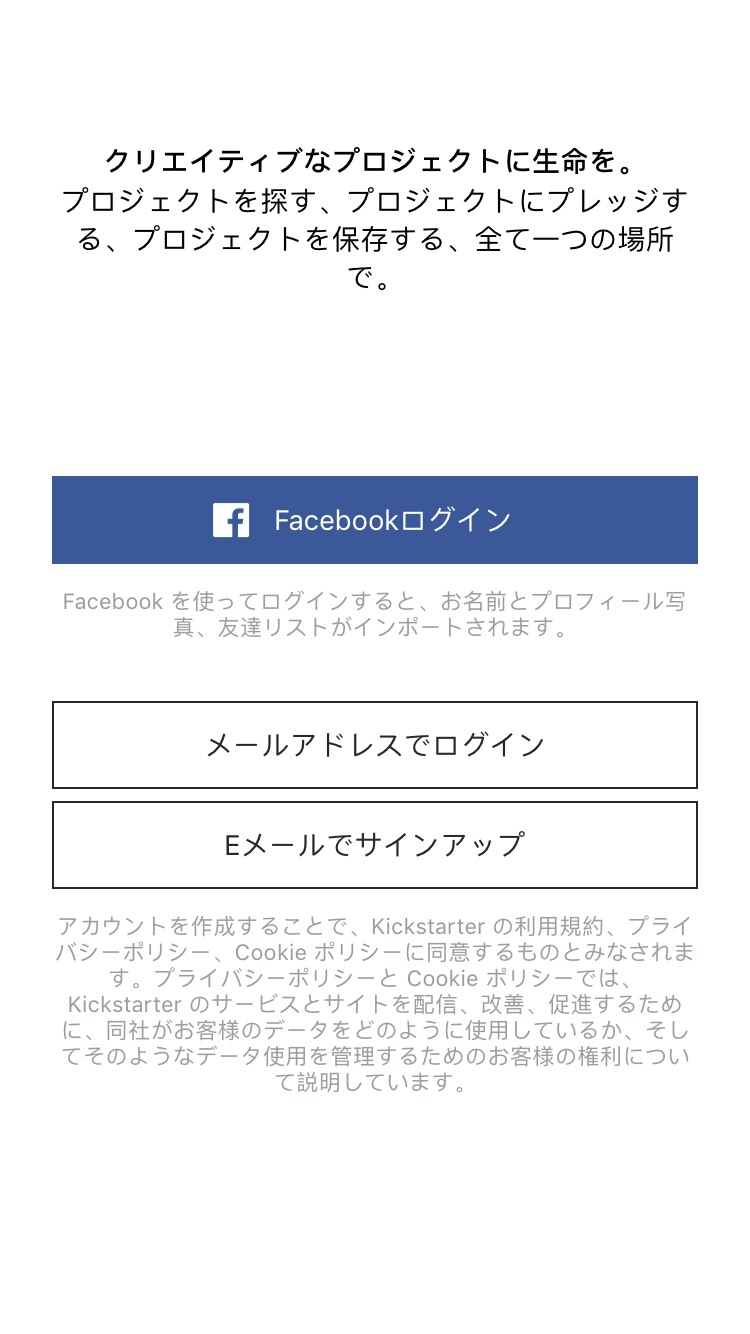 クリエイティブなプロジェクトに生命を。
プロジェクトを探す、プロジェクトにプレッジす
る、プロジェクトを保存する、全て一つの場所
で。
Facebookログイン
Facebook を使ってログインすると、お名前とプロフィール写
真、友達リストがインポートされます。
メールアドレスでログイン
Eメールでサインアップ
アカウントを作成することで、Kickstarter の利用規約、プライ
バシーポリシー、Cookie ポリシーに同意するものとみなされま
す。プライバシーポリシーと Cookie ポリシーでは、
Kickstarter のサービスとサイトを配信、改善、促進するため
に、同社がお客様のデータをどのように使用しているか、そし
てそのようなデータ使用を管理するためのお客様の権利につい
て説明しています。